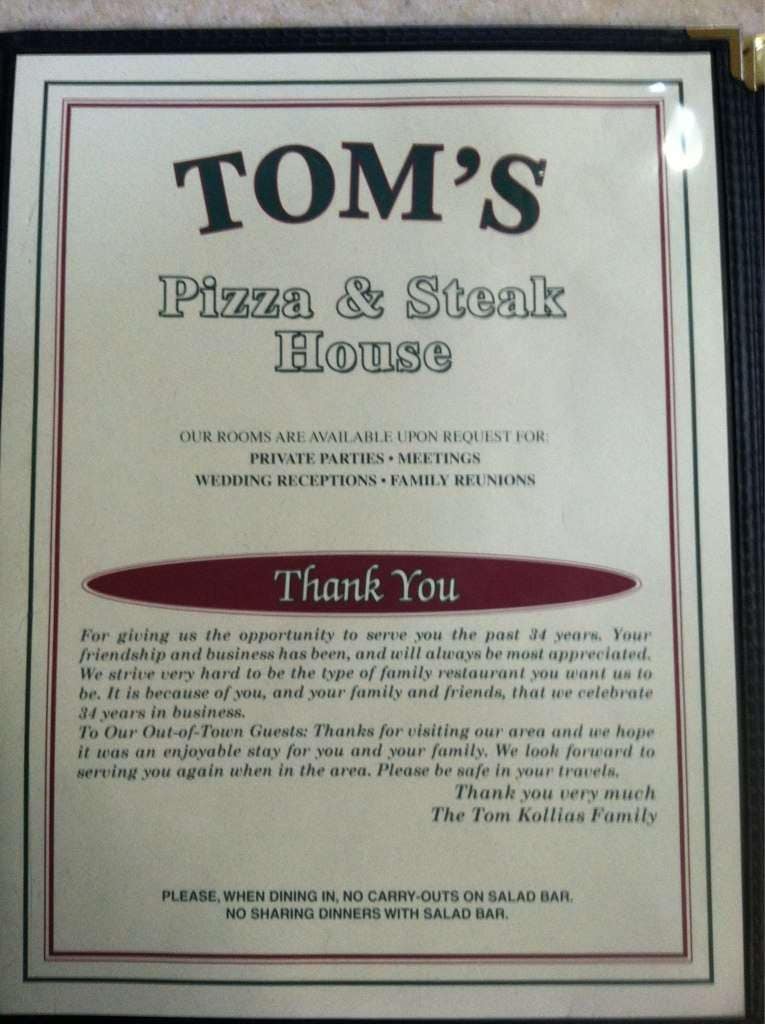 TOM'S
Pizza & Steak
House
OUR ROOMS ARE AVAILABLE UPON REQUEST FOR:
PRIVATE PARTIES • MEETINGS
WEDDING RECEPTIONS • FAMILY REUNIONS
Thank You
For giving us the opportunity to serve you the past 34 years. Your
friendship and business has been, and will always be most appreciated.
We strive very hard to be the type of family restaurant you want us to
be. It is because of you, and your family and friends, that we celebrate
34 years in business.
To Our Out-of-Town Guests: Thanks for visiting our area and we hope
it was an enjoyable stay for you and your family. We look forward to
serving you again when in the area. Please be safe in your travels.
Thank you very much
The Tom Kollias Family
PLEASE, WHEN DINING IN, NO CARRY-OUTS ON SALAD BAR.
NO SHARING DINNERS WITH SALAD BAR.